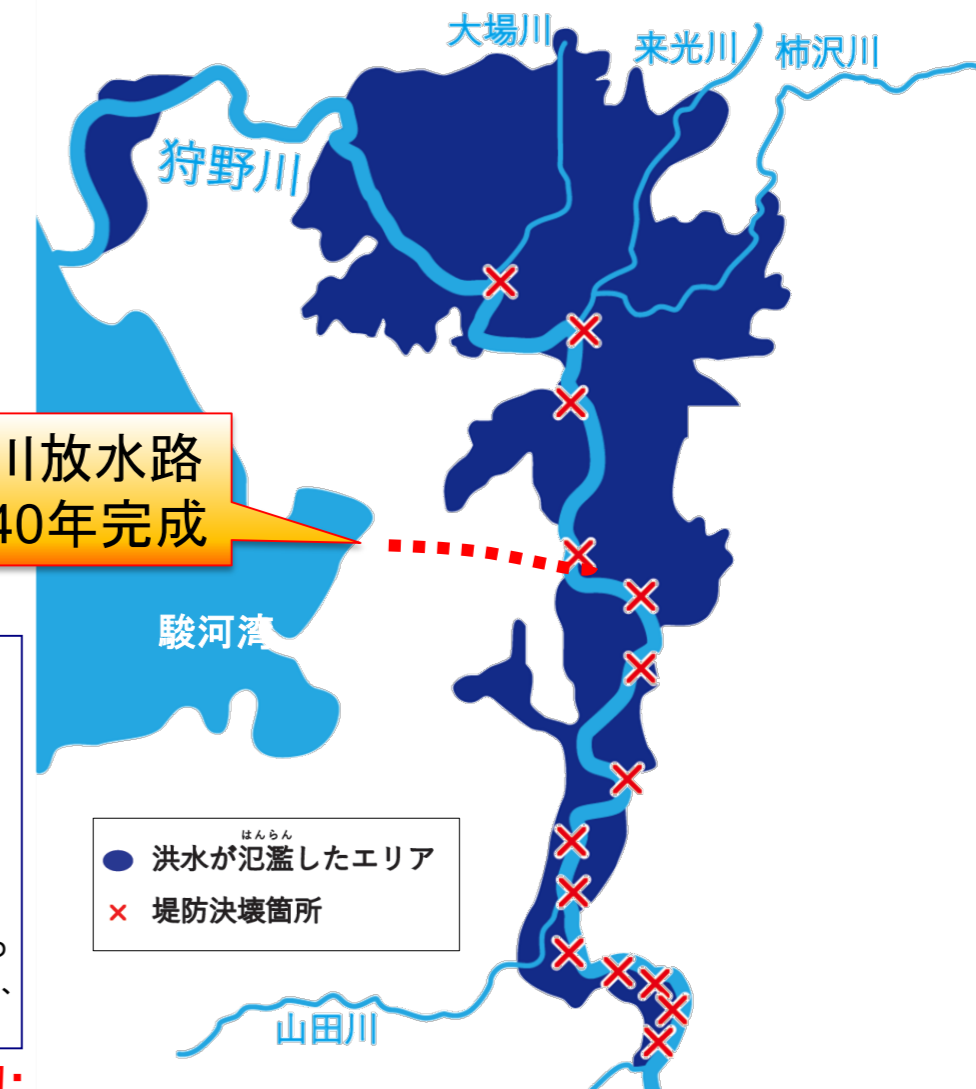 大場川
来光川
柿沢川
狩野川
川放水路
40年完成
駿河湾
はんらん
洪水が氾濫したエリア
× 堤防決壊箇所
、
山田川